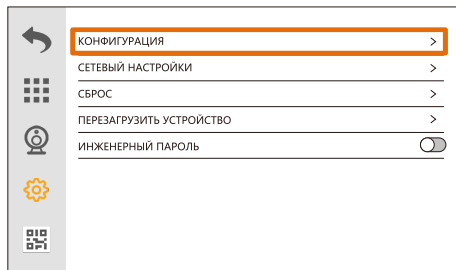 КОНФИГУРАЦИЯ
СЕТЕВЫЙ НАСТРОЙКИ
СБРОС
ПЕРЕЗАГРУЗИТЬ УСТРОЙСТВО
ИНЖЕНЕРНЫЙ ПАРОЛЬ